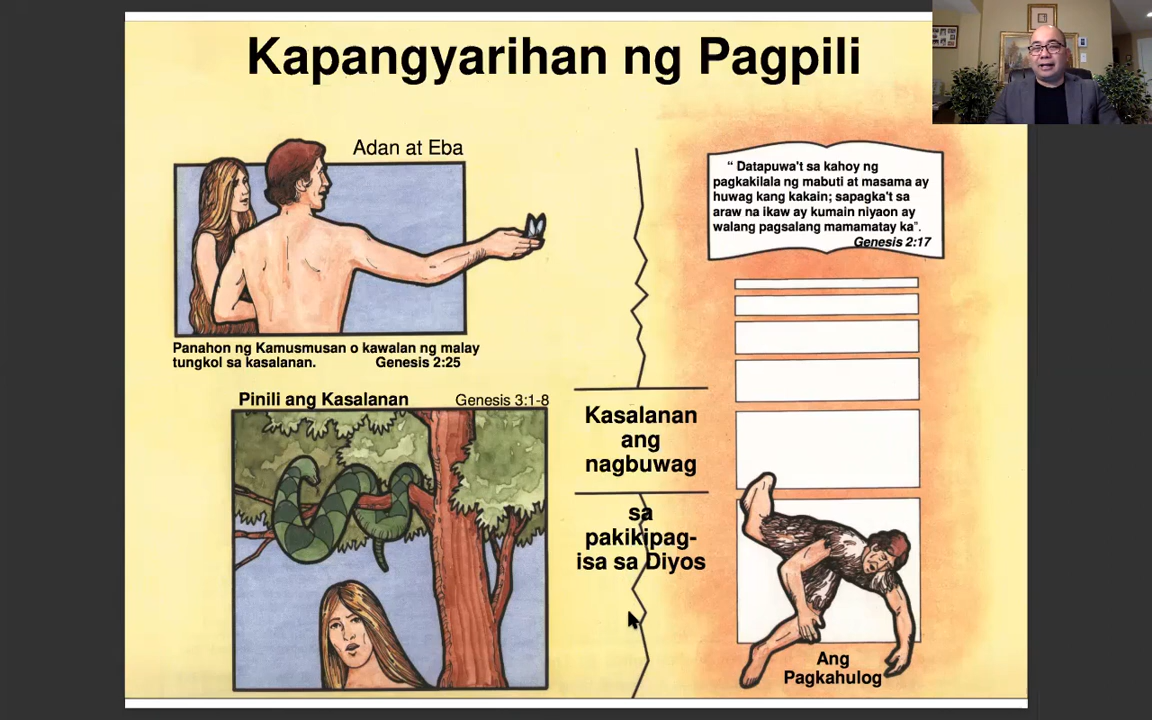 Kapangyarihan ng Pagpili
Adan at Eba
Panahon ng Kamusmusan o kawalan ng malay
tungkol sa kasalanan. Genesis 2:25
Pinili ang Kasalanan Genesis 3:1-8
Kasalanan
ang
nagbuwag
sa
pakikipag-
isa sa Diyos
“ Datapuwa't sa kahoy ng
pagkakilala ng mabuti at masama ay
huwag kang kakain; sapagka't sa
araw na ikaw ay kumain niyaon ay
walang pagsalang mamamatay ka”.
Genesis 2:17
Ang
Pagkahulog